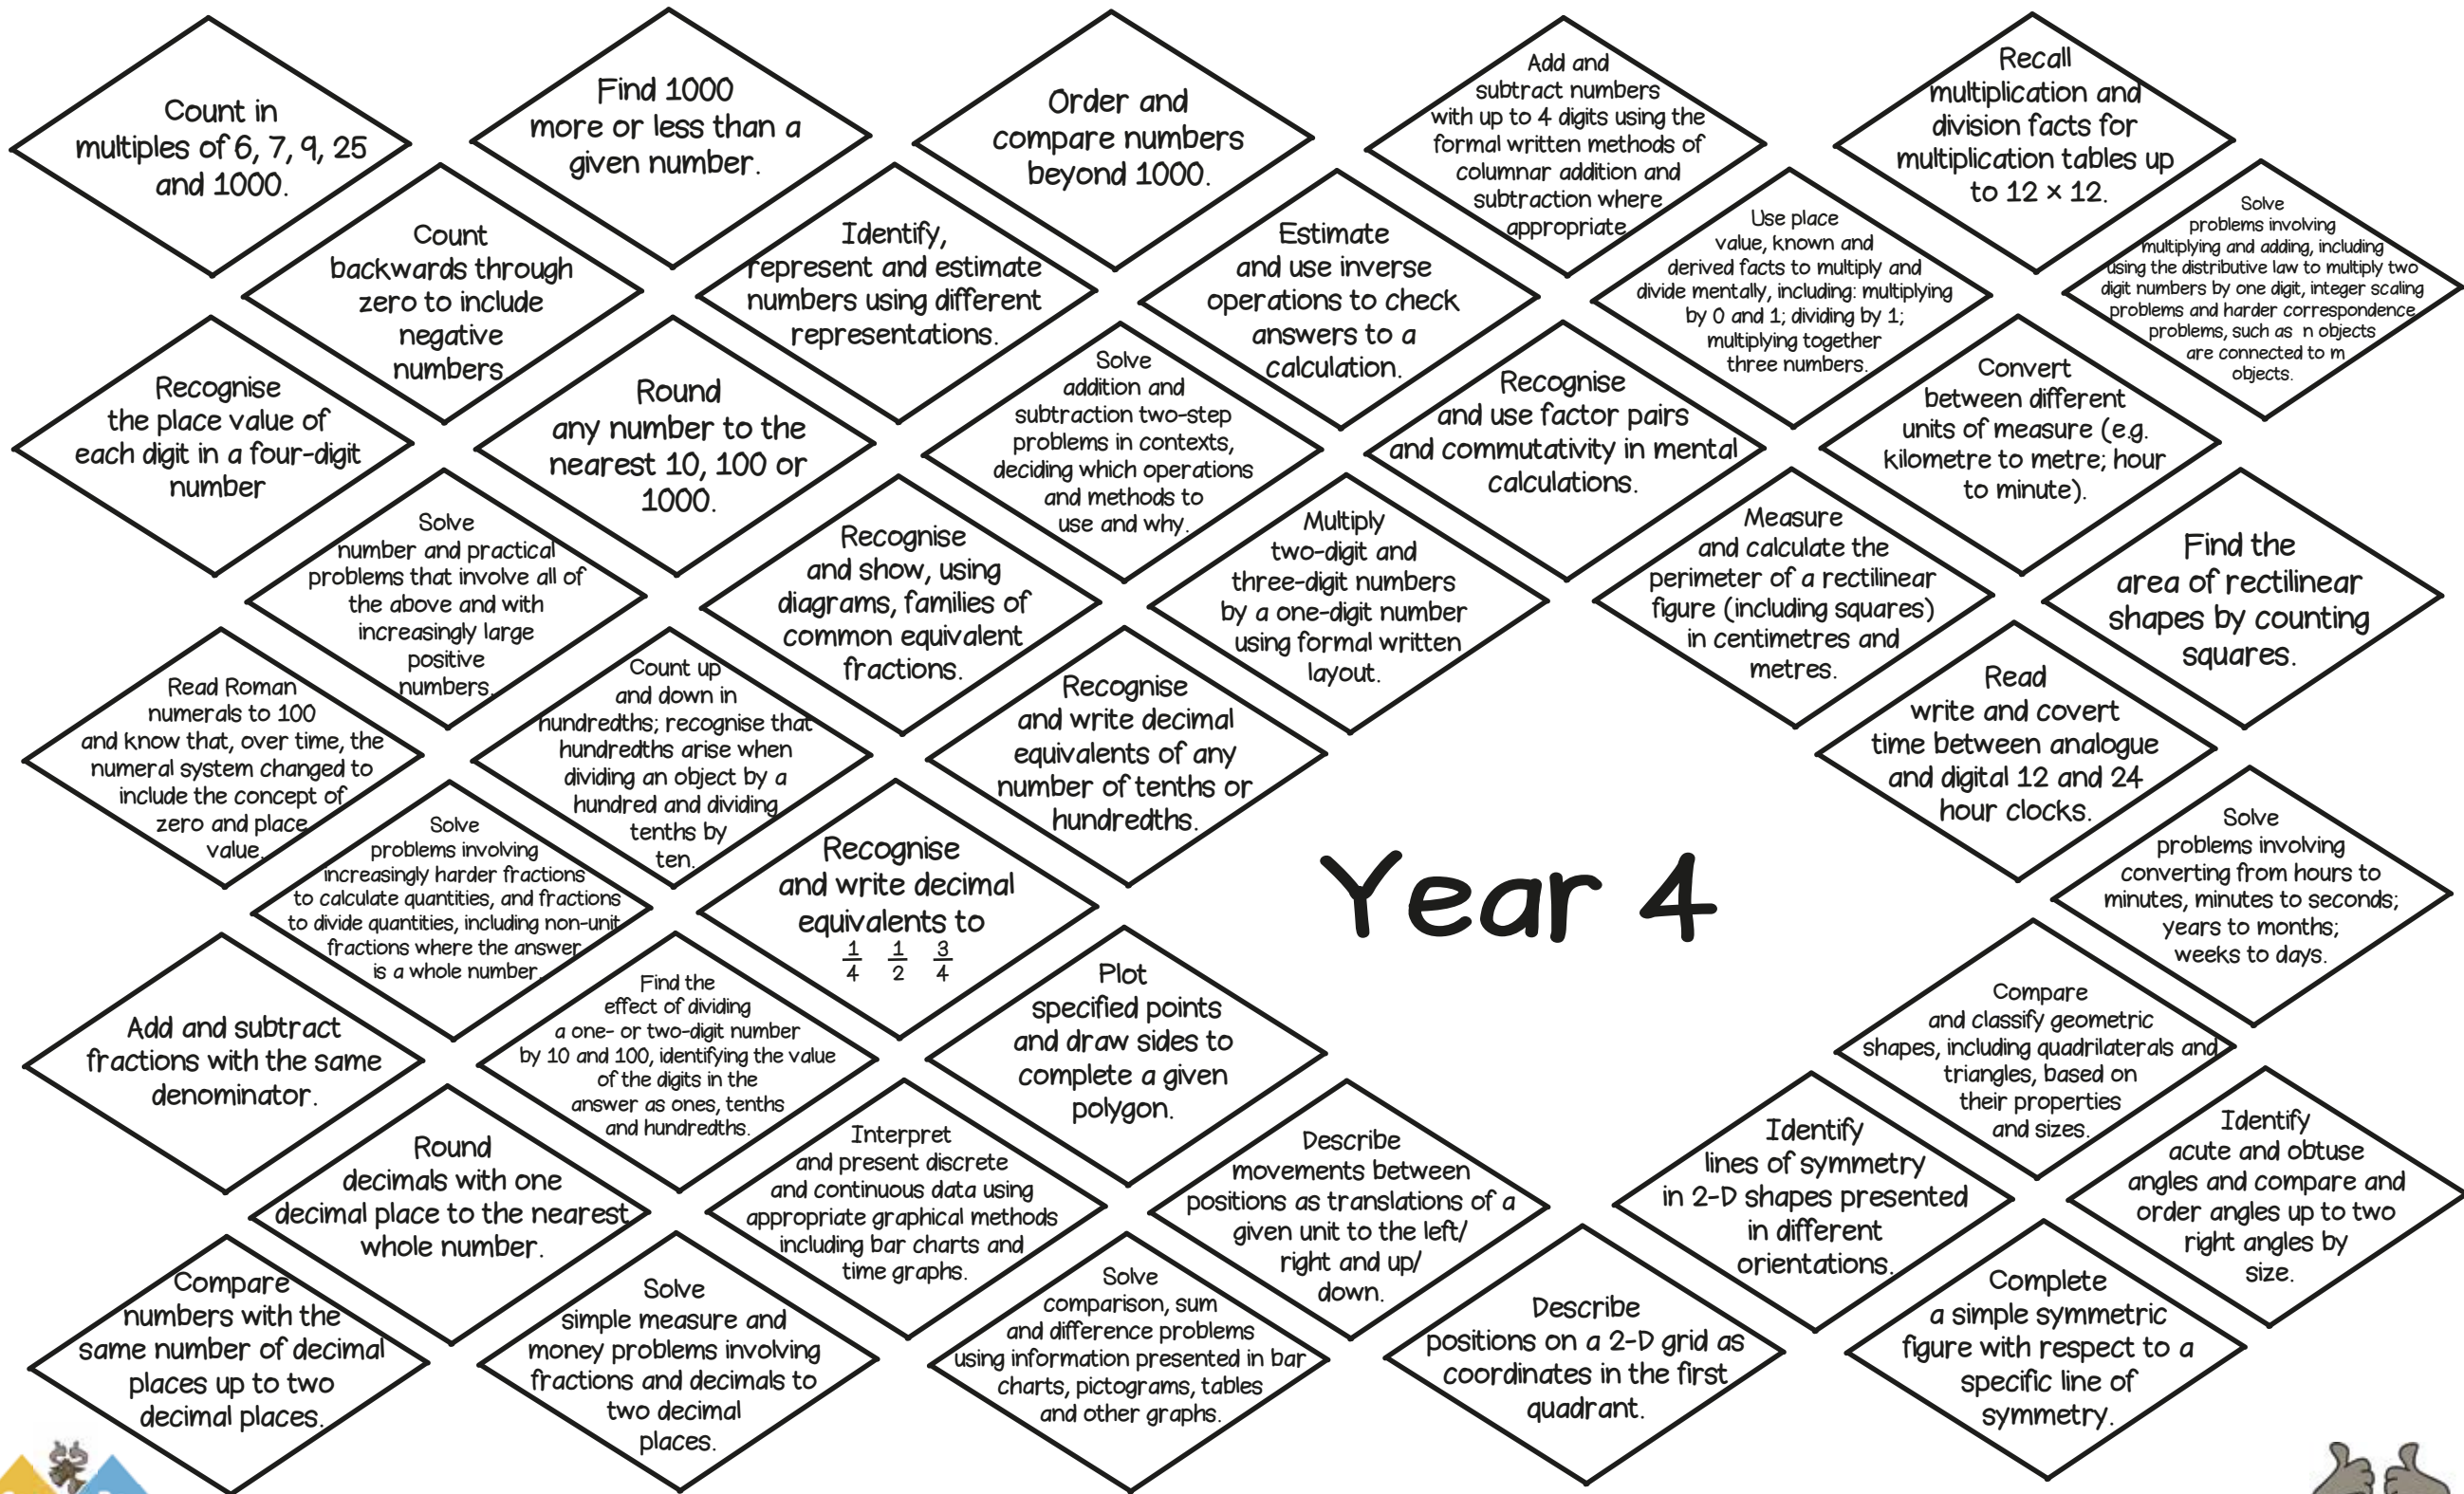 Count in
multiples of 6, 7, 9, 25
and 1000.
Find 1000
more or less than a
given number.
Order and
compare numbers
beyond 1000.
Add and
subtract numbers
with up to 4 digits using the
formal written methods of
columnar addition and
subtraction where
appropriate
Recall
multiplication and
division facts for
multiplication tables up
to 12 × 12.
Count
backwards through
zero to include
negative
numbers
Identify,
represent and estimate
numbers using different
representations.
Estimate
and use inverse
operations to check
answers to a
calculation.
Use place
value, known and
derived facts to multiply and
divide mentally, including: multiplying
by 0 and 1; dividing by 1;
multiplying together
three numbers.
Solve
problems involving
multiplying and adding, including
using the distributive law to multiply two
digit numbers by one digit, integer scaling
problems and harder correspondence
problems, such as n objects
are connected to m
objects.
Recognise
the place value of
each digit in a four-digit
number
Round
any number to the
nearest 10, 100 or
1000.
Solve
addition and
subtraction two-step
problems in contexts,
deciding which operations
and methods to
use and why.
Recognise
and use factor pairs
and commutativity in mental
calculations.
Convert
between different
units of measure (e.g.
kilometre to metre; hour
to minute).
Solve
number and practical
problems that involve all of
the above and with
increasingly large
positive
numbers.
Recognise
and show, using
diagrams, families of
common equivalent
fractions.
Multiply
two-digit and
three-digit numbers
by a one-digit number
using formal written
layout.
Measure
and calculate the
perimeter of a rectilinear
figure (including squares)
in centimetres and
metres.
Find the
area of rectilinear
shapes by counting
squares.
Read Roman
numerals to 100
and know that, over time, the
numeral system changed to
include the concept of
zero and place
value.
Count up
and down in
hundredths; recognise that
hundredths arise when
dividing an object by a
hundred and dividing
tenths by
ten.
Recognise
and write decimal
equivalents of any
number of tenths or
hundredths.
Read
write and covert
time between analogue
and digital 12 and 24
hour clocks.
Solve
problems involving
increasingly harder fractions
to calculate quantities, and fractions
to divide quantities, including non-unit
fractions where the answer
is a whole number.
Recognise
and write decimal
equivalents to
1/4 1/2 3/4
Year 4
Solve
problems involving
converting from hours to
minutes, minutes to seconds;
years to months;
weeks to days.
Add and subtract
fractions with the same
denominator.
Find the
effect of dividing
a one- or two-digit number
by 10 and 100, identifying the value
of the digits in the
answer as ones, tenths
and hundredths.
Plot
specified points
and draw sides to
complete a given
polygon.
Compare
and classify geometric
shapes, including quadrilaterals and
triangles, based on
their properties
and sizes.
Round
decimals with one
decimal place to the nearest
whole number.
Interpret
and present discrete
and continuous data using
appropriate graphical methods
including bar charts and
time graphs.
Describe
movements between
positions as translations of a
given unit to the left/
right and up/
down.
Identify
lines of symmetry
in 2-D shapes presented
in different
orientations.
Identify
acute and obtuse
angles and compare and
order angles up to two
right angles by
size.
Compare
numbers with the
same number of decimal
places up to two
decimal places.
Solve
simple measure and
money problems involving
fractions and decimals to
two decimal
places.
Solve
comparison, sum
and difference problems
using information presented in bar
charts, pictograms, tables
and other graphs.
Describe
positions on a 2-D grid as
coordinates in the first
quadrant.
Complete
a simple symmetric
figure with respect to a
specific line of
symmetry.